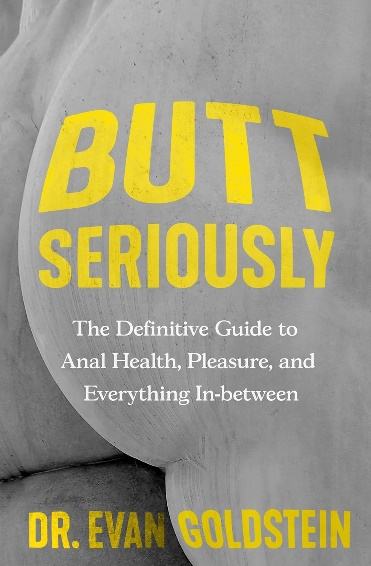 BUTT
SERIOUSLY
The Definitive Guide to
Anal Health, Pleasure, and
Everything In-between
DR. EVAN GOLDSTEIN